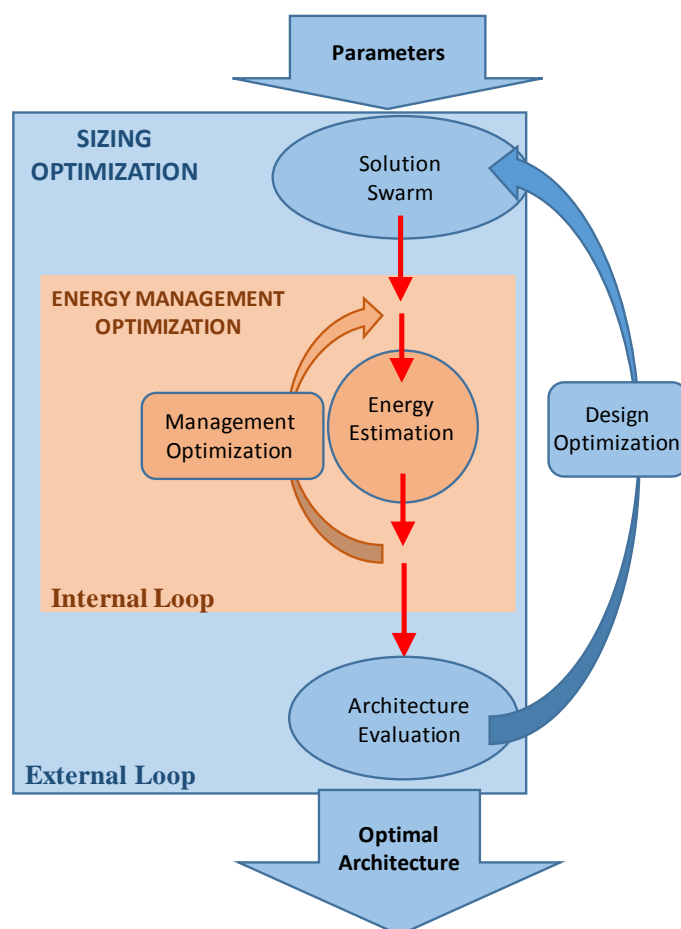 Parameters
SIZING
OPTIMIZATION
Solution
Swarm
ENERGY MANAGEMENT
OPTIMIZATION
Management
Optimization
Energy
Estimation
Design
Optimization
Internal Loop
Architecture
Evaluation
External Loop
Optimal
Architecture